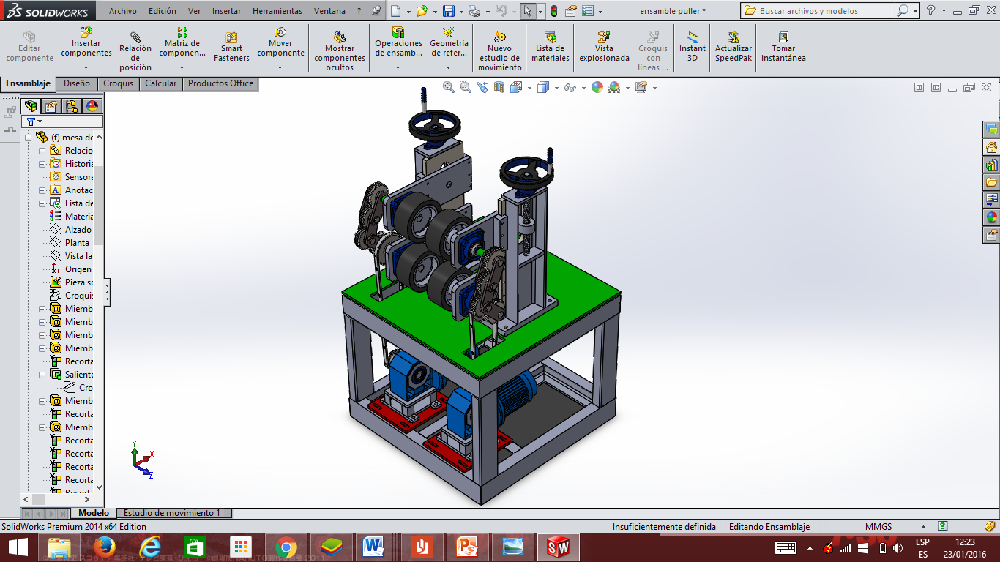 SOLIDWORKS
Archivo Edición Ver Insertar Herramientas Ventana ?
ensamble puller *
Buscar archivos y modelos
Editar componente
Insertar componentes
Relación de posición
Matriz de componen...
Smart Fasteners
Mover componente
Mostrar componentes ocultos
Operaciones de ensamb...
Geometría de refer...
Nuevo estudio de movimiento
Lista de materiales
Vista explosionada
Croquis con líneas ...
Instant 3D
Actualizar SpeedPak
Tomar instantánea
Ensamblaje Diseño Croquis Calcular Productos Office
(f) mesa de
Relacio
Historia
Sensore
Anotac
Lista de
Materia
Alzado
Planta
Vista la
Origen
Pieza so
Croquis
Miemb
Miemb
Miemb
Miemb
Recorta
Saliente
Cro
Miemb
Recorta
Miemb
Recorta
Recorta
Recorta
Recorta
Recorta
Y
X
Z
Modelo Estudio de movimiento 1
SolidWorks Premium 2014 x64 Edition
Insuficientemente definida Editando Ensamblaje MMGS
ESP
ES
12:23
23/01/2016